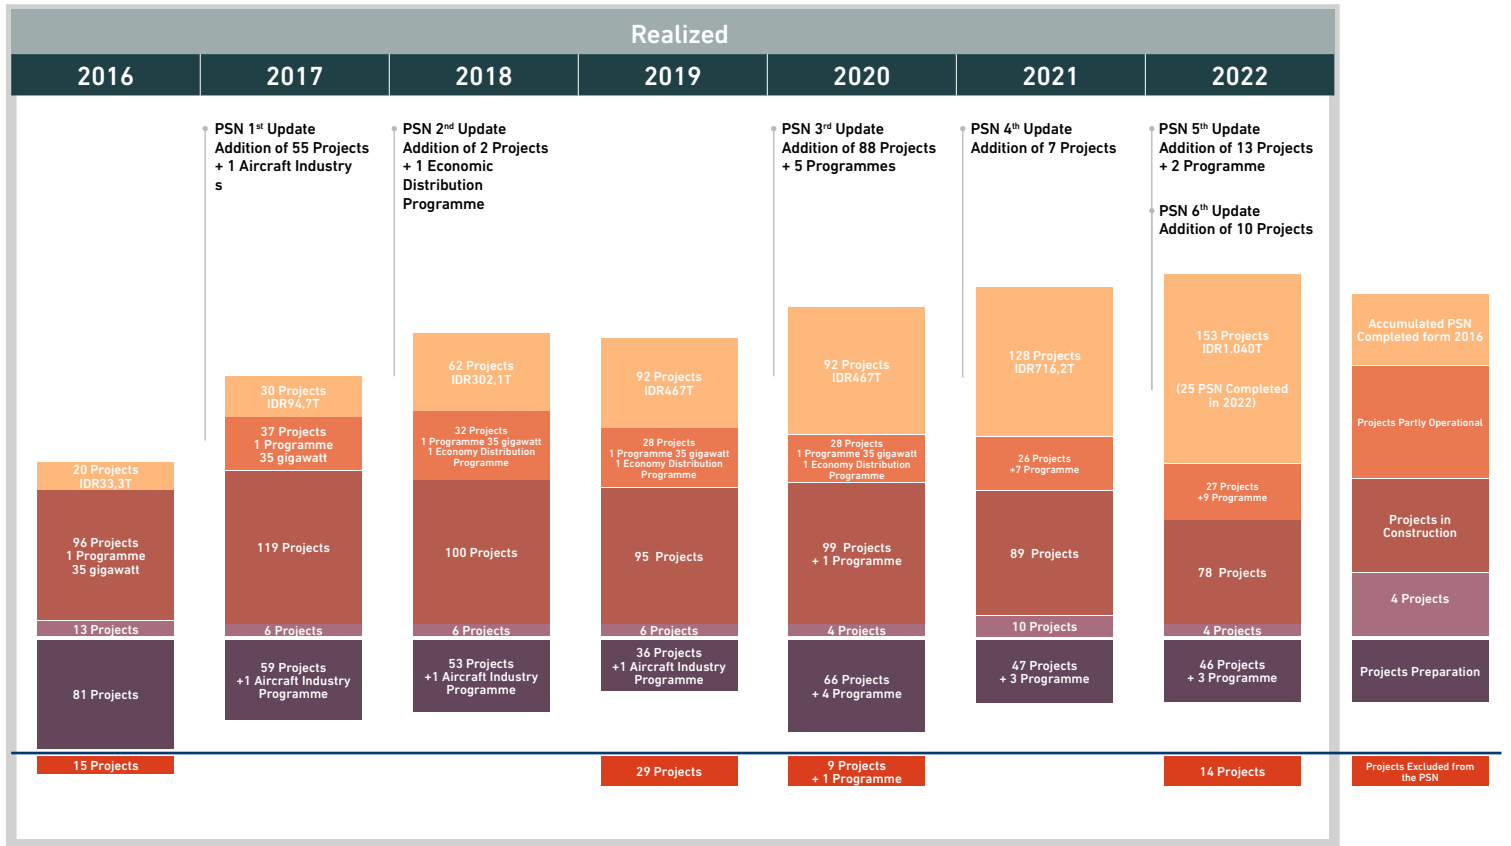 Realized
2016
2017
2018
2019
2020
2021
2022
PSN 1st Update
Addition of 55 Projects
+ 1 Aircraft Industry
s
PSN 2nd Update
Addition of 2 Projects
+ 1 Economic
Distribution
Programme
PSN 3rd Update
Addition of 88 Projects
+ 5 Programmes
PSN 4th Update
Addition of 7 Projects
PSN 5th Update
Addition of 13 Projects
+ 2 Programme
PSN 6th Update
Addition of 10 Projects
20 Projects
IDR33,3T
96 Projects
1 Programme
35 gigawatt
13 Projects
81 Projects
15 Projects
30 Projects
IDR94,7T
37 Projects
1 Programme
35 gigawatt
119 Projects
6 Projects
59 Projects
+1 Aircraft Industry
Programme
62 Projects
IDR302,1T
32 Projects
1 Programme 35 gigawatt
1 Economy Distribution
Programme
100 Projects
6 Projects
53 Projects
+1 Aircraft Industry
Programme
92 Projects
IDR467T
28 Projects
1 Programme 35 gigawatt
1 Economy Distribution
Programme
95 Projects
6 Projects
36 Projects
+1 Aircraft Industry
Programme
29 Projects
92 Projects
IDR467T
28 Projects
1 Programme 35 gigawatt
1 Economy Distribution
Programme
99 Projects
+ 1 Programme
4 Projects
66 Projects
+ 4 Programme
9 Projects
+ 1 Programme
128 Projects
IDR716,2T
26 Projects
+7 Programme
89 Projects
10 Projects
47 Projects
+ 3 Programme
153 Projects
IDR1.040T
(25 PSN Completed
in 2022)
27 Projects
+9 Programme
78 Projects
4 Projects
46 Projects
+ 3 Programme
14 Projects
Accumulated PSN
Completed form 2016
Projects Partly Operational
Projects in
Construction
4 Projects
Projects Preparation
Projects Excluded from
the PSN